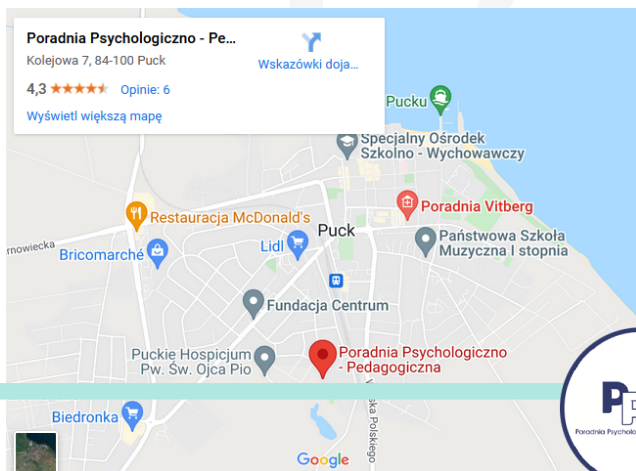 Poradnia Psychologiczno - Pe...
Kolejowa 7, 84-100 Puck
Wskazówki doja...
4,3
Opinie: 6
Wyświetl większą mapę
Pucku
Specjalny Ośrodek
Szkolno - Wychowawczy
Poradnia Vitberg
Restauracja McDonald's
Puck
Państwowa Szkoła
Muzyczna I stopnia
Bricomarché
Lidl
Fundacja Centrum
Puckie Hospicjum
Pw. Św. Ojca Pio
Poradnia Psychologiczno
- Pedagogiczna
Biedronka
ska Polskiego
Google
Poradnia